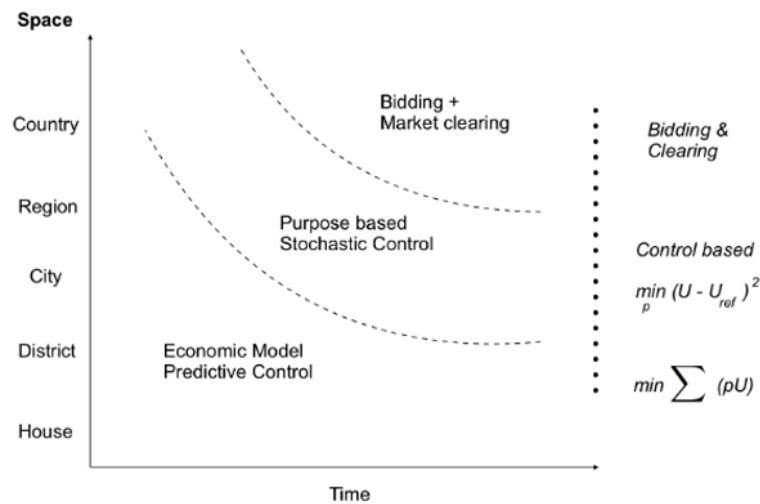 Space
Country
Region
City
District
House
Bidding +
Market clearing
Purpose based
Stochastic Control
Economic Model
Predictive Control
Bidding &
Clearing
Control based
min (U - U_ref)²
p
min ∑ (pU)
Time